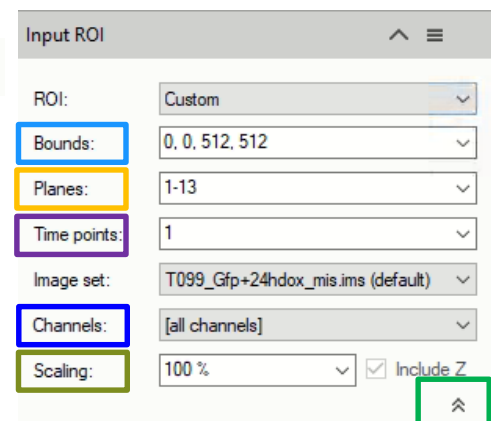 Input ROI
ROI: Custom
Bounds: 0, 0, 512, 512
Planes: 1-13
Time points: 1
Image set: T099_Gfp+24hdox_mis.ims (default)
Channels: [all channels]
Scaling: 100 % Include Z